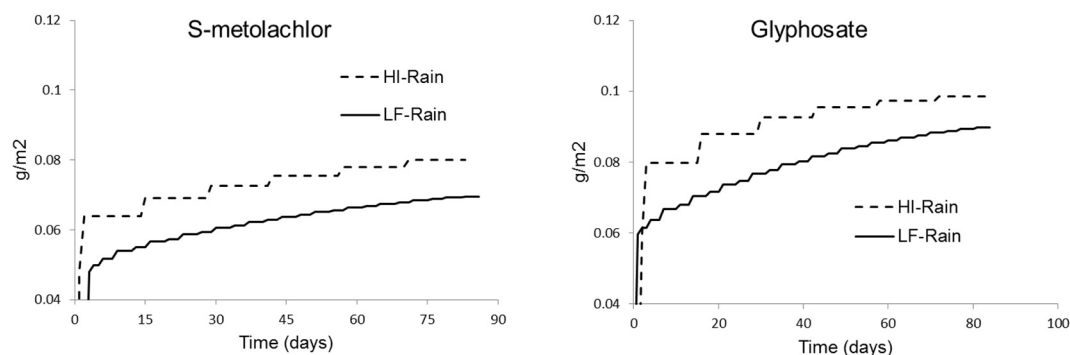 S-metolachlor
0.12
0.1
0.08
0.06
0.04
g/m2
HI-Rain
LF-Rain
0 15 30 45 60 75 90
Time (days)
Glyphosate
0.12
0.1
0.08
0.06
0.04
g/m2
HI-Rain
LF-Rain
0 20 40 60 80 100
Time (days)